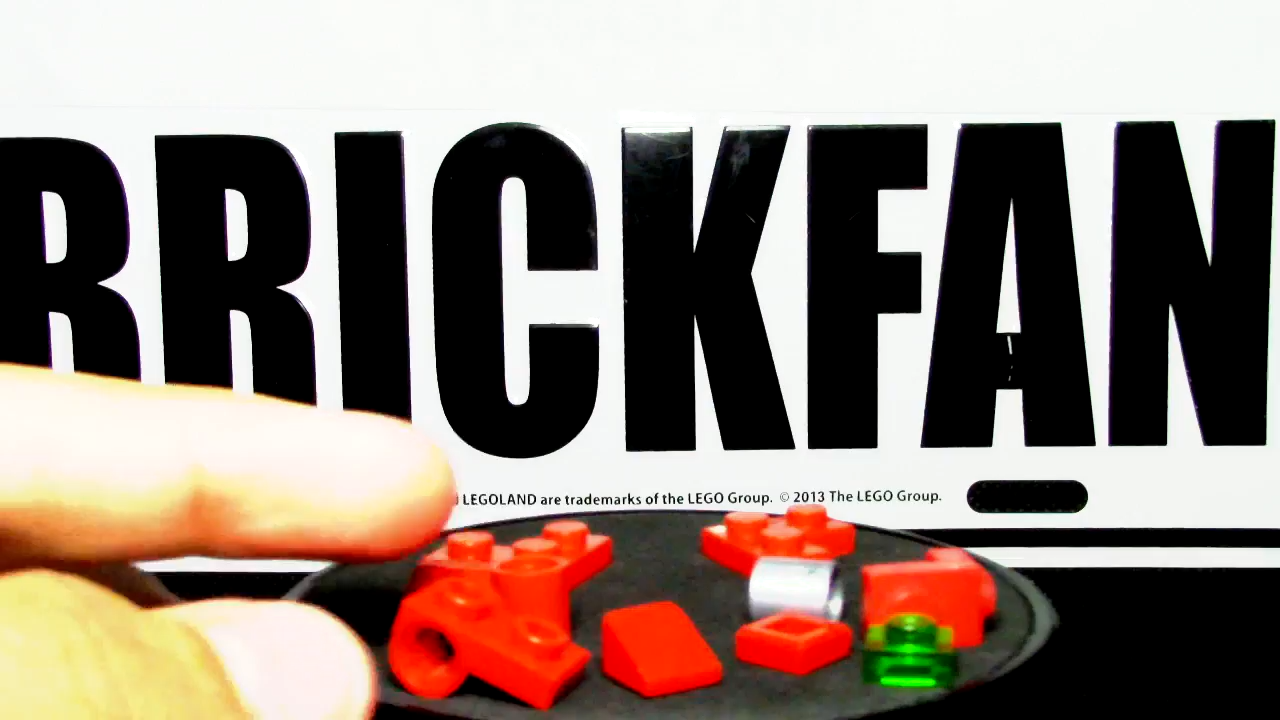 BRICKFAN
LEGOLAND are trademarks of the LEGO Group. © 2013 The LEGO Group.